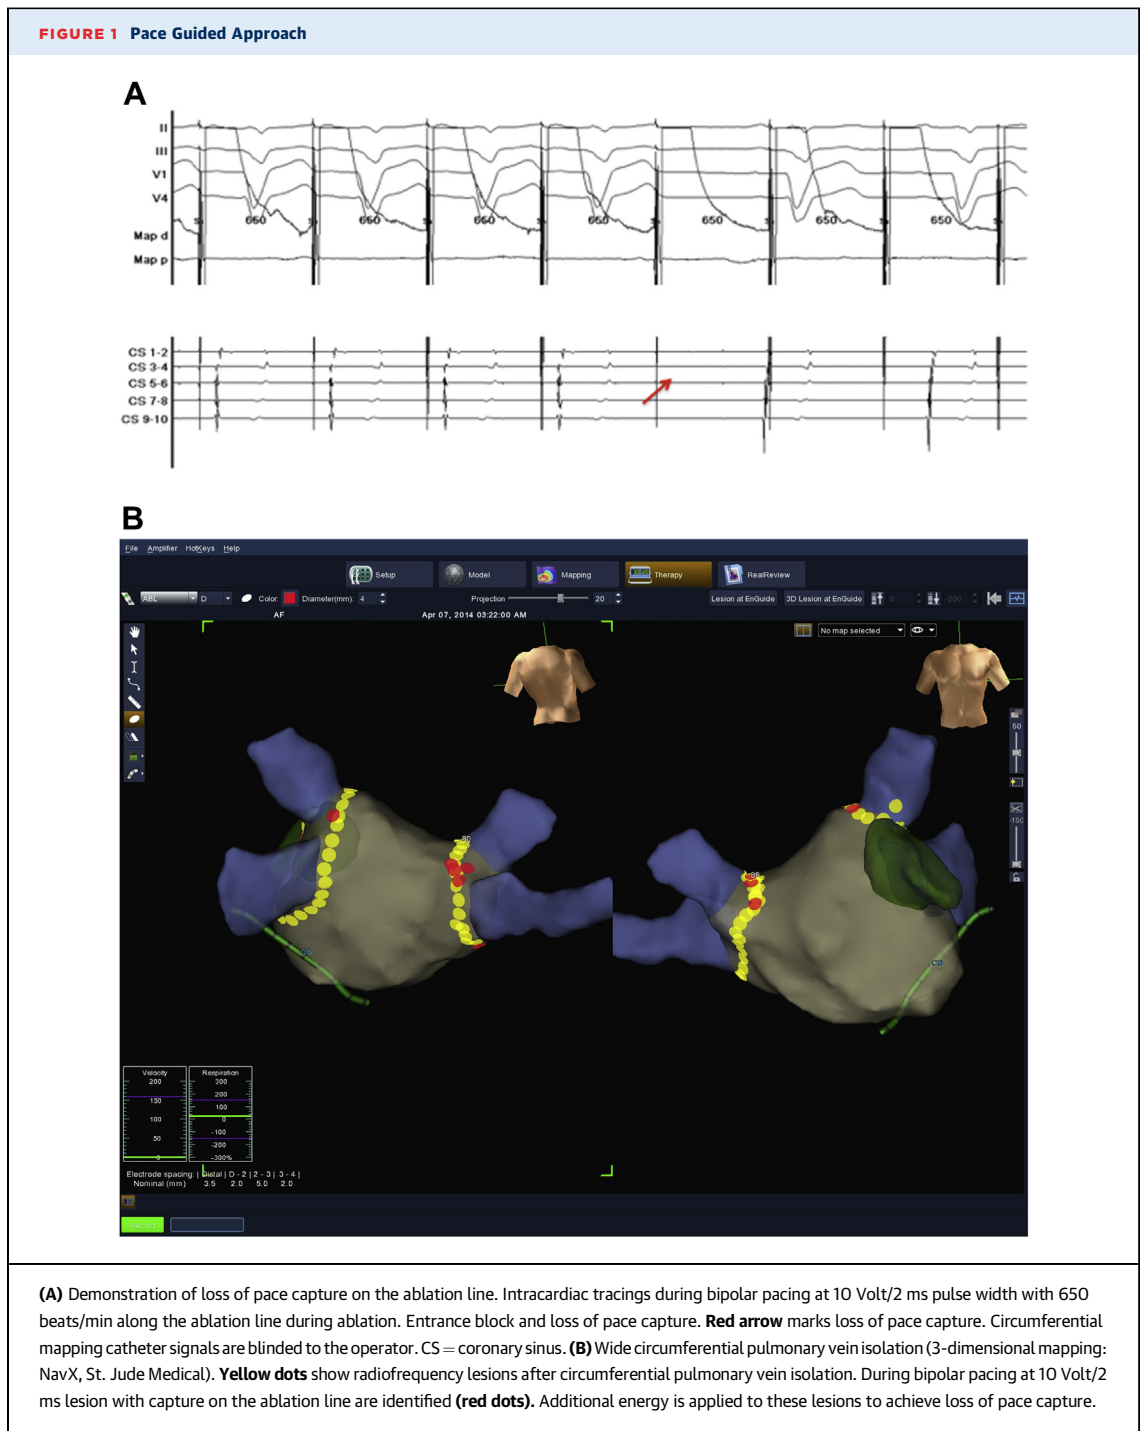 FIGURE 1 Pace Guided Approach
A
II
III
V1
V4
660 660 660 660 650 650 650
Map d
Map p
CS 1-2
CS 3-4
CS 5-6
CS 7-8
CS 9-10
B
File Amplifier HotKeys Help
Setup Model Mapping Therapy RealReview
ABL D Color: Diameter(mm): 4 Projection 20 Lesion at EnGuide 3D Lesion at EnGuide 0 -200
AF Apr 07, 2014 03:22:00 AM
No map selected
50
-150
CS
CS
Velocity Respiration
200 300
200
150
100
100 0
-100
50
-200
0 -300%
Electrode spacing: | Distal | D - 2 | 2 - 3 | 3 - 4 |
Nominal (mm) 3.5 2.0 5.0 2.0
Record
(A) Demonstration of loss of pace capture on the ablation line. Intracardiac tracings during bipolar pacing at 10 Volt/2 ms pulse width with 650
beats/min along the ablation line during ablation. Entrance block and loss of pace capture. Red arrow marks loss of pace capture. Circumferential
mapping catheter signals are blinded to the operator. CS = coronary sinus. (B) Wide circumferential pulmonary vein isolation (3-dimensional mapping:
NavX, St. Jude Medical). Yellow dots show radiofrequency lesions after circumferential pulmonary vein isolation. During bipolar pacing at 10 Volt/2
ms lesion with capture on the ablation line are identified (red dots). Additional energy is applied to these lesions to achieve loss of pace capture.